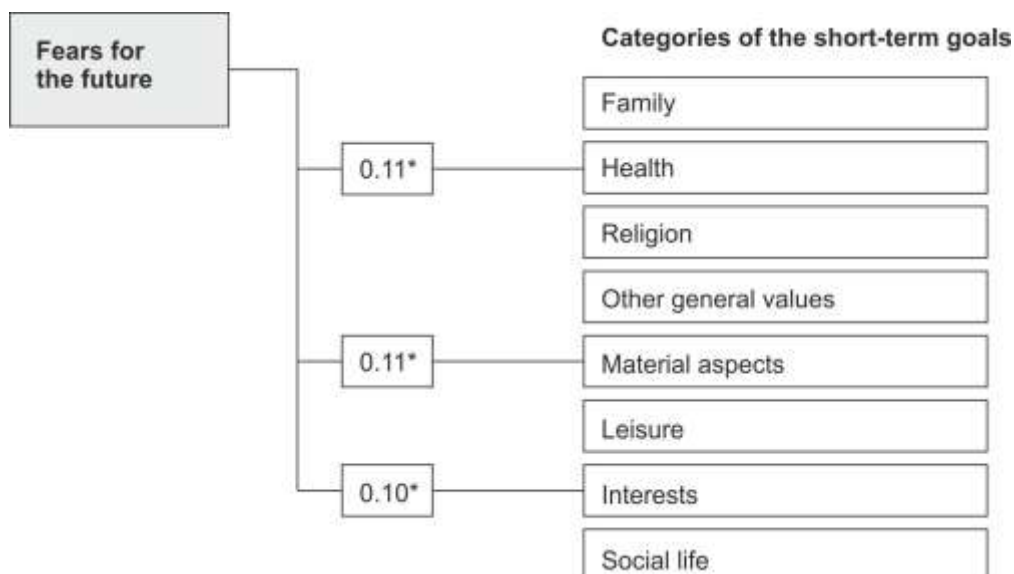 Fears for
the future
Categories of the short-term goals
Family
0.11*
Health
Religion
Other general values
0.11*
Material aspects
Leisure
0.10*
Interests
Social life